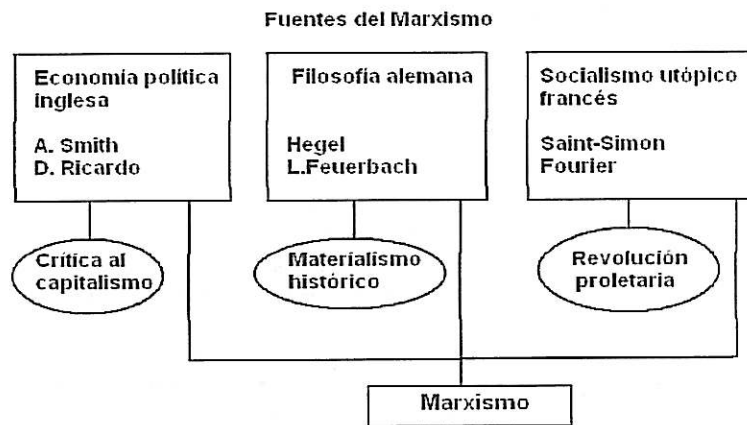 Fuentes del Marxismo
Economía política
inglesa
A. Smith
D. Ricardo
Filosofía alemana
Hegel
L.Feuerbach
Socialismo utópico
francés
Saint-Simon
Fourier
Crítica al
capitalismo
Materialismo
histórico
Revolución
proletaria
Marxismo